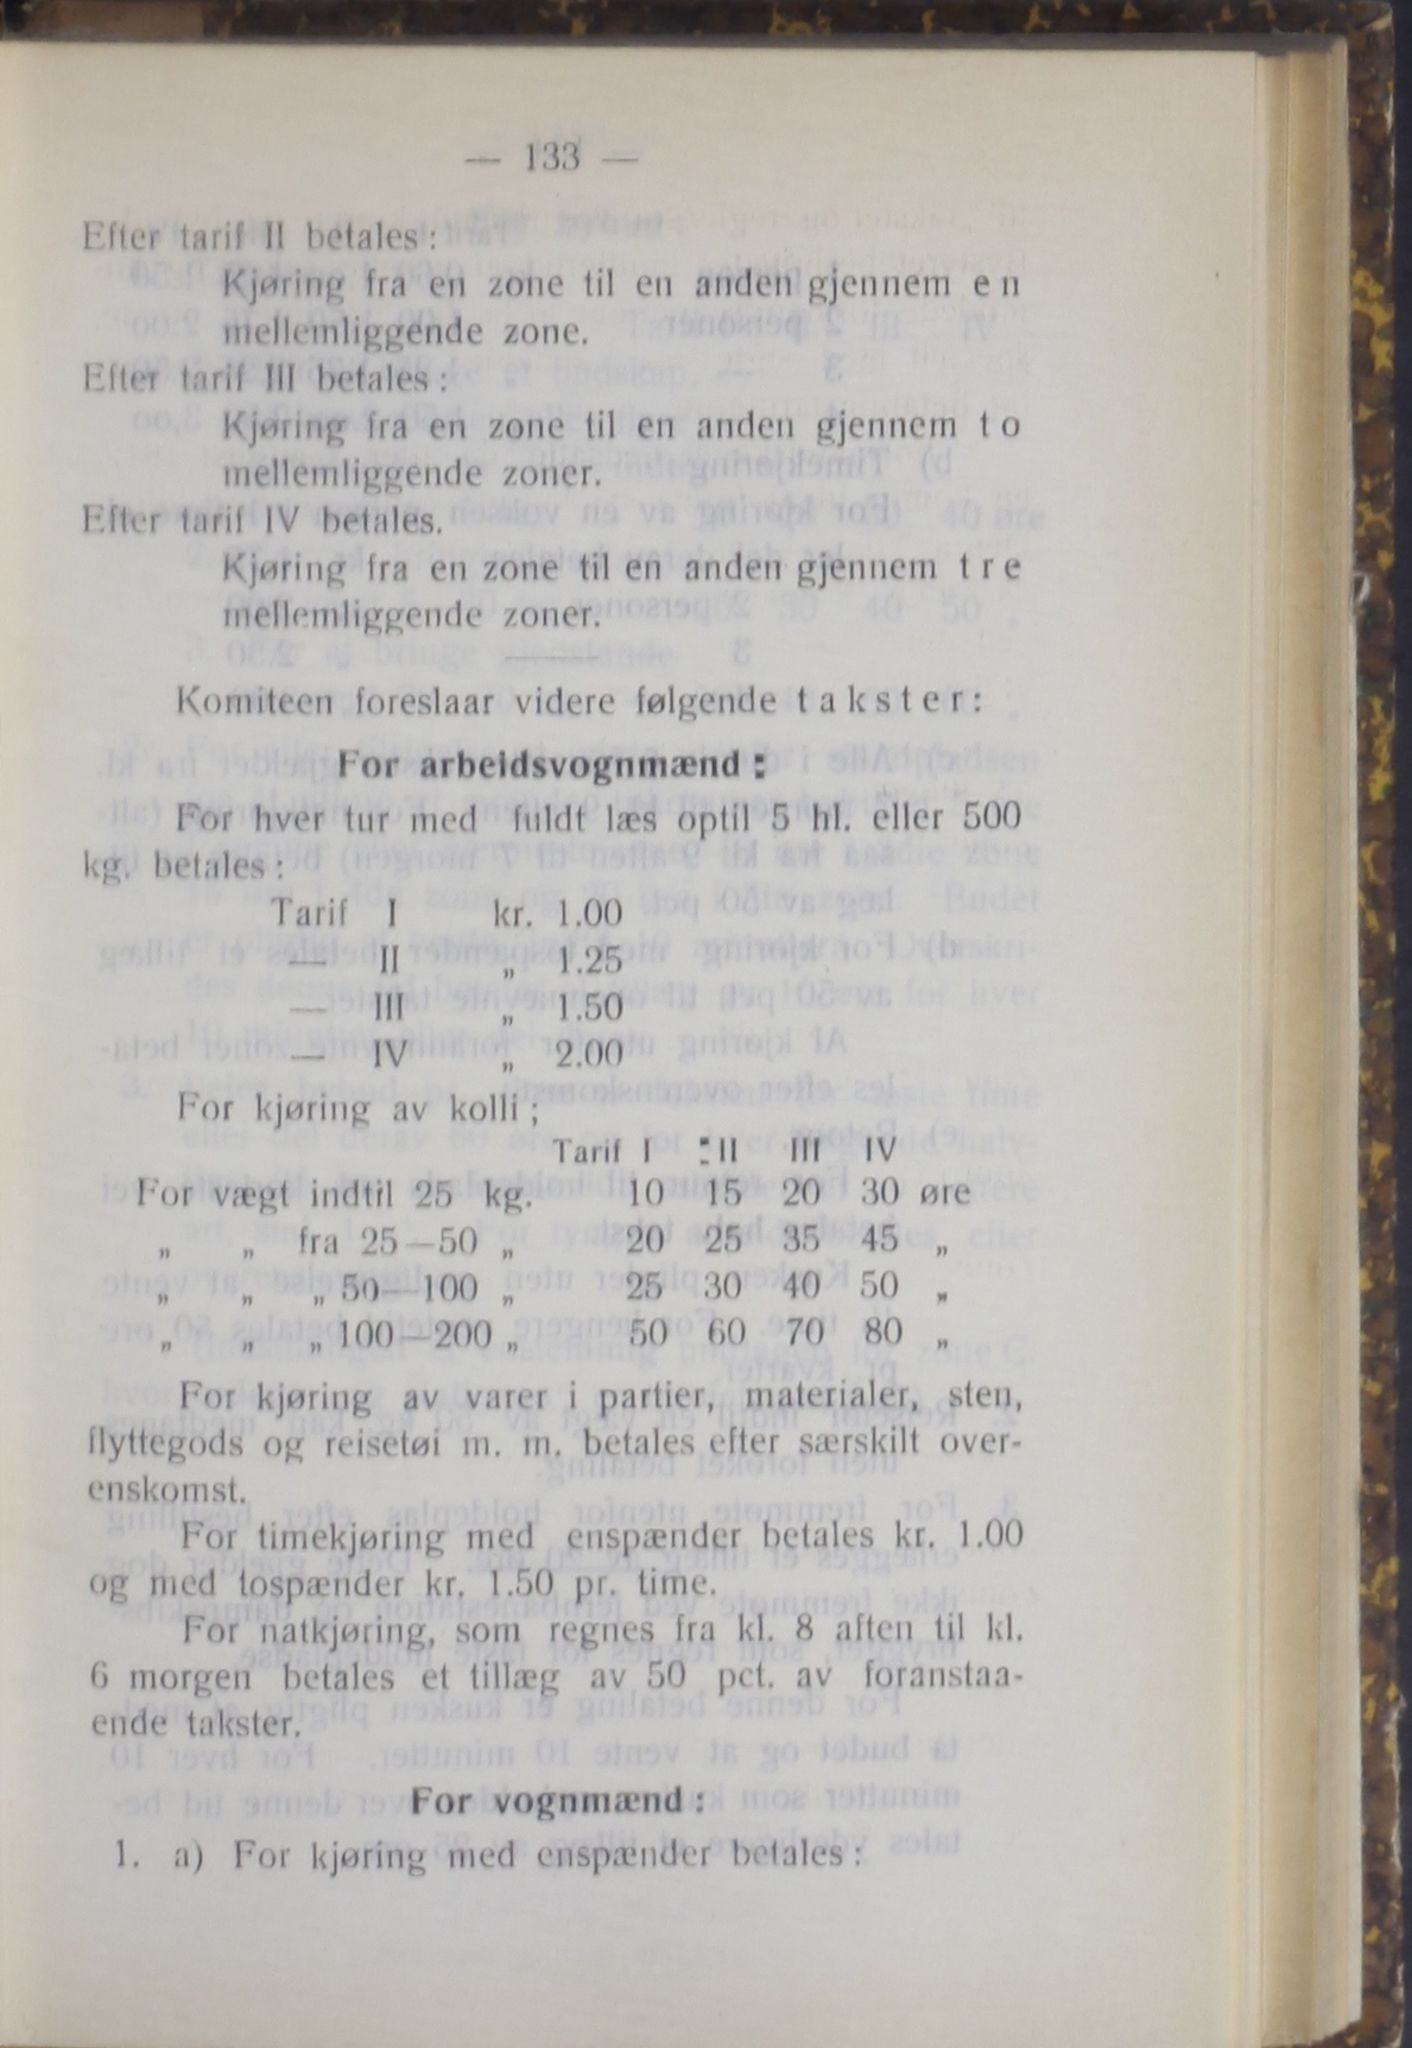 — 133 —
Efter tarif II betales:
Kjøring fra en zone til en anden gjennem en
mellemliggende zone.
Efter tarif III betales:
Kjøring fra en zone til en anden gjennem to
mellemliggende zoner.
Efter tarif IV betales.
Kjøring fra en zone til en anden gjennem tre
mellemliggende zoner.
Komiteen foreslaar videre følgende takster:
For arbeidsvognmænd:
For hver tur med fuldt læs optil 5 hl. eller 500
kg. betales:
Tarif I kr. 1.00
— II „ 1.25
— III „ 1.50
— IV „ 2.00
For kjøring av kolli;
Tarif I II III IV
For vægt indtil 25 kg. 10 15 20 30 øre
„ „ fra 25—50 „ 20 25 35 45 „
„ „ „ 50—100 „ 25 30 40 50 „
„ „ „ 100—200 „ 50 60 70 80 „
For kjøring av varer i partier, materialer, sten,
flyttegods og reisetøi m. m. betales efter særskilt over-
enskomst.
For timekjøring med enspænder betales kr. 1.00
og med tospænder kr. 1.50 pr. time.
For natkjøring, som regnes fra kl. 8 aften til kl.
6 morgen betales et tillæg av 50 pct. av foranstaa-
ende takster.
For vognmænd:
1. a) For kjøring med enspænder betales: